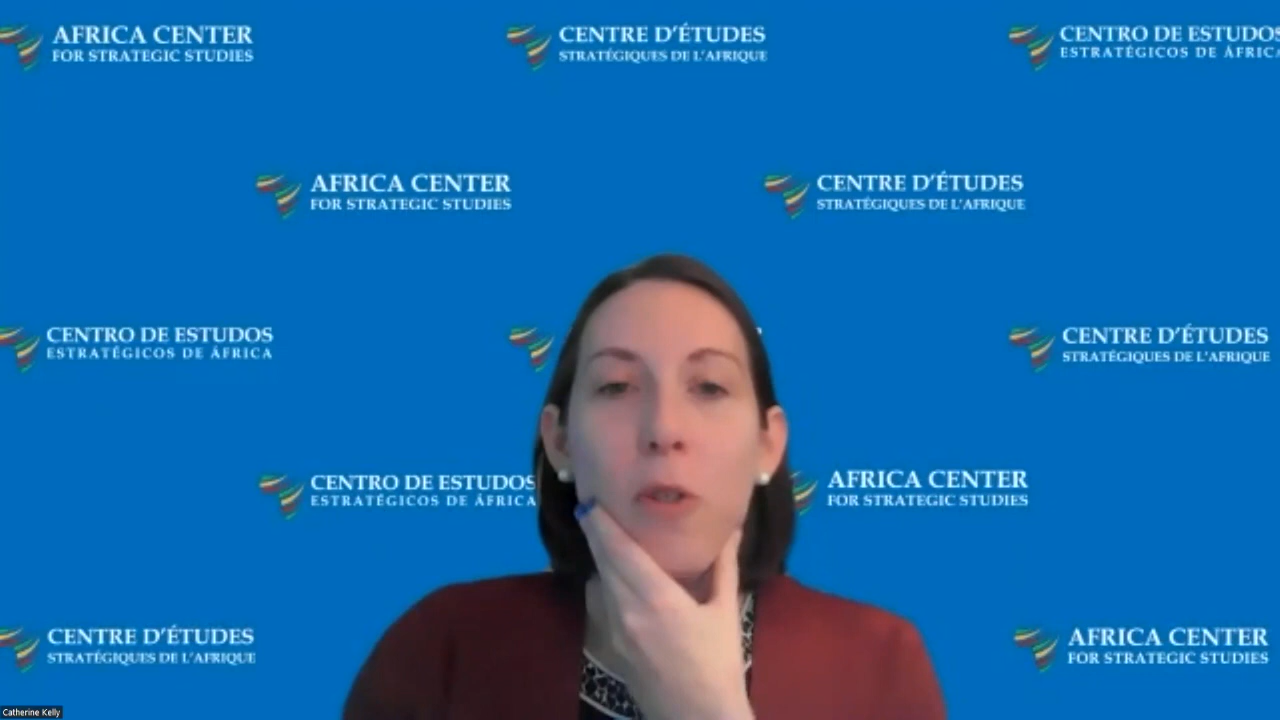 AFRICA CENTER
FOR STRATEGIC STUDIES
CENTRE D'ÉTUDES
STRATÉGIQUES DE L'AFRIQUE
CENTRO DE ESTUDOS
ESTRATÉGICOS DE ÁFRICA
AFRICA CENTER
FOR STRATEGIC STUDIES
CENTRE D'ÉTUDES
STRATÉGIQUES DE L'AFRIQUE
CENTRO DE ESTUDOS
ESTRATÉGICOS DE ÁFRICA
CENTRE D'ÉTUDES
STRATÉGIQUES DE L'AFRIQUE
CENTRO DE ESTUDOS
ESTRATÉGICOS DE ÁFRICA
AFRICA CENTER
FOR STRATEGIC STUDIES
CENTRE D'ÉTUDES
STRATÉGIQUES DE L'AFRIQUE
AFRICA CENTER
FOR STRATEGIC STUDIES
Catherine Kelly